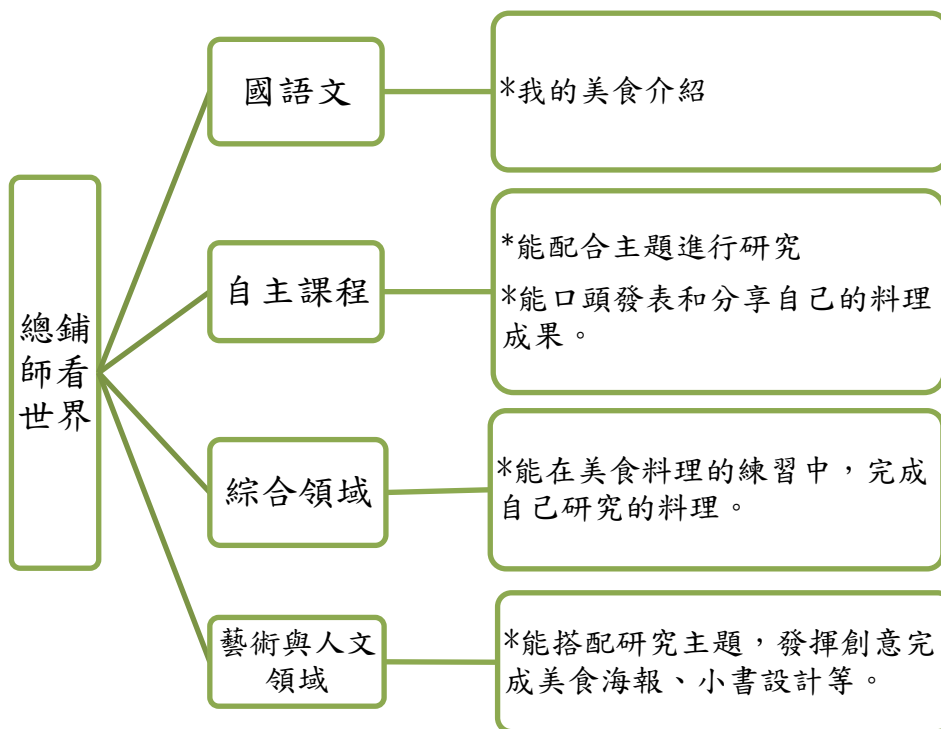 總鋪
師看
世界
國語文
*我的美食介紹
自主課程
*能配合主題進行研究
*能口頭發表和分享自己的料理
成果。
綜合領域
*能在美食料理的練習中，完成
自己研究的料理。
藝術與人文
領域
*能搭配研究主題，發揮創意完
成美食海報、小書設計等。